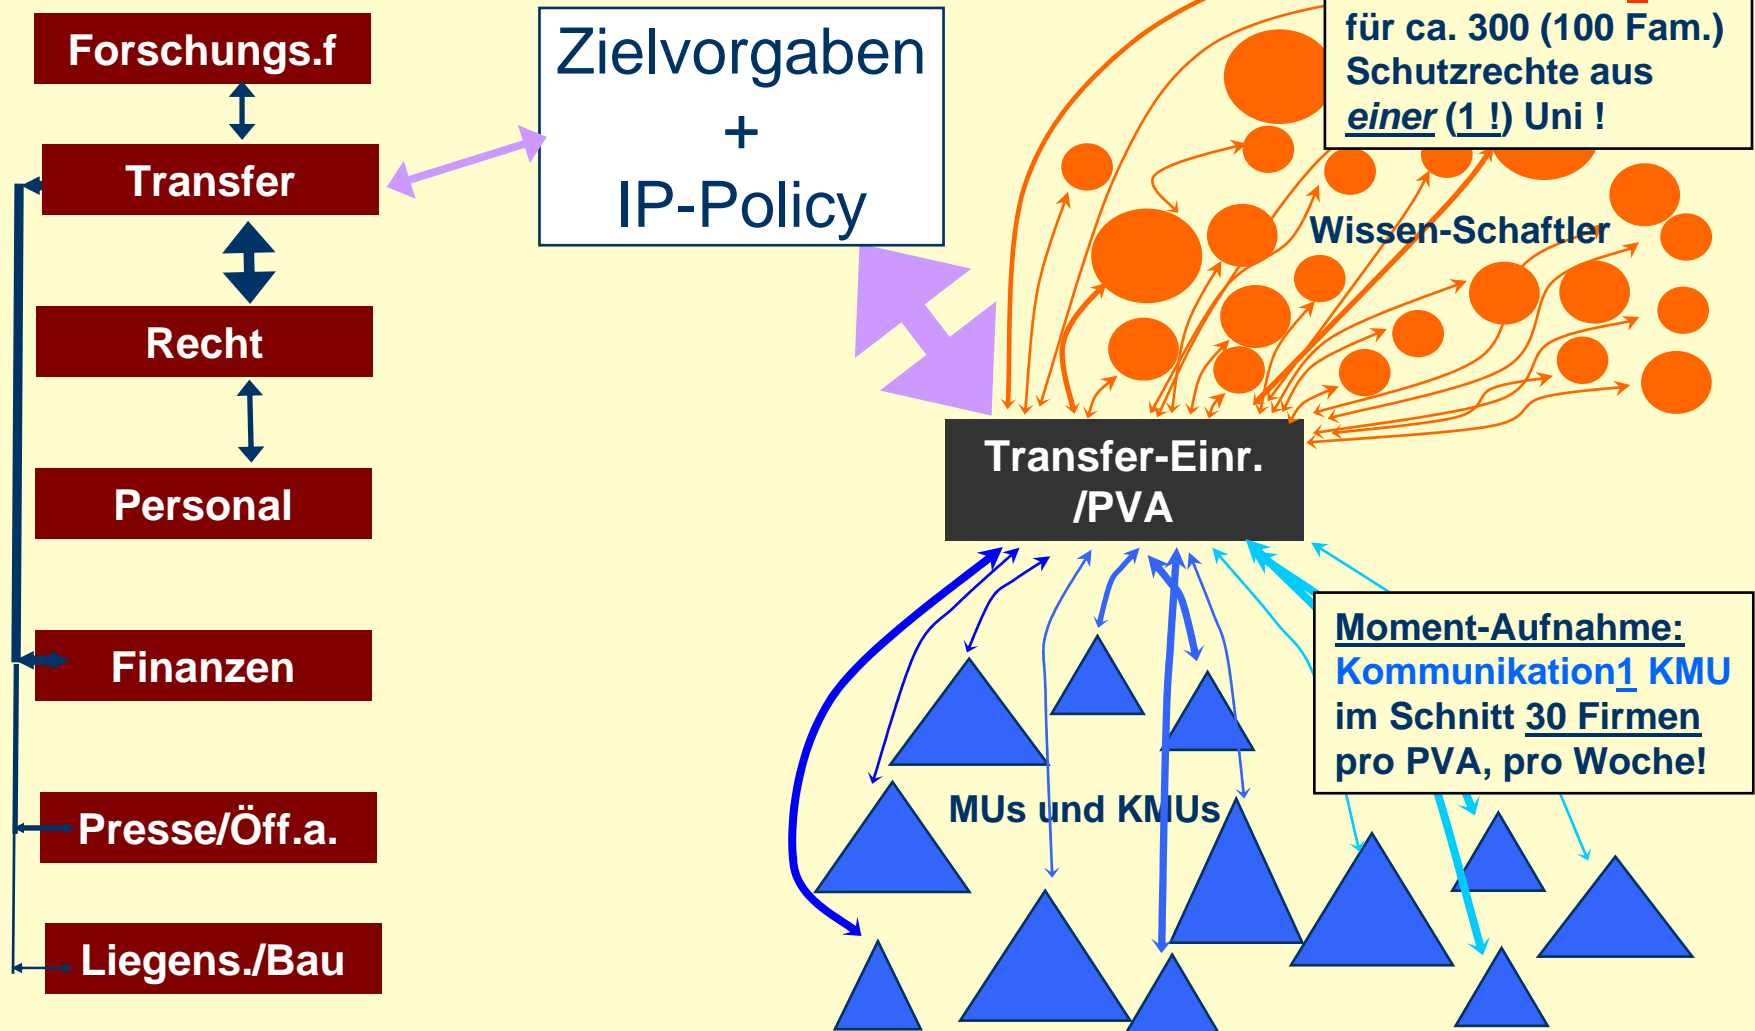 Forschungs.f
Transfer
Recht
Personal
Finanzen
Presse/Öff.a.
Liegens./Bau
Zielvorgaben
+
IP-Policy
für ca. 300 (100 Fam.)
Schutzrechte aus
einer (1 !) Uni !
Wissen-Schaftler
Transfer-Einr.
/PVA
Moment-Aufnahme:
Kommunikation1 KMU
im Schnitt 30 Firmen
pro PVA, pro Woche!
MUs und KMUs